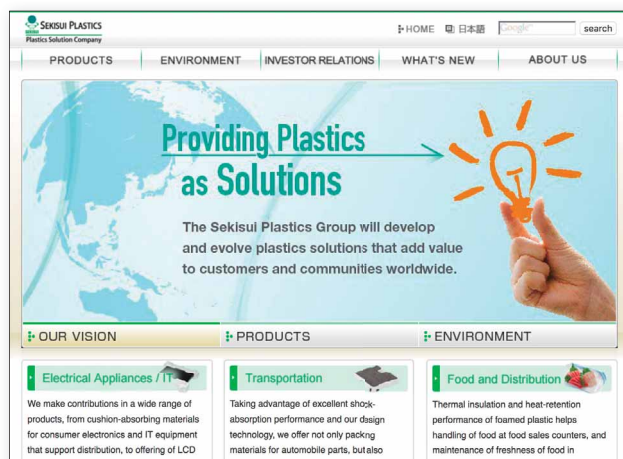 SEKISUI PLASTICS
Plastics Solution Company
HOME 日本語 Google search
PRODUCTS ENVIRONMENT INVESTOR RELATIONS WHAT'S NEW ABOUT US
Providing Plastics
as Solutions
The Sekisui Plastics Group will develop
and evolve plastics solutions that add value
to customers and communities worldwide.
OUR VISION PRODUCTS ENVIRONMENT
Electrical Appliances / IT
We make contributions in a wide range of
products, from cushion-absorbing materials
for consumer electronics and IT equipment
that support distribution, to offering of LCD
Transportation
Taking advantage of excellent shock-
absorption performance and our design
technology, we offer not only packing
materials for automobile parts, but also
Food and Distribution
Thermal insulation and heat-retention
performance of foamed plastic helps
handling of food at food sales counters, and
maintenance of freshness of food in